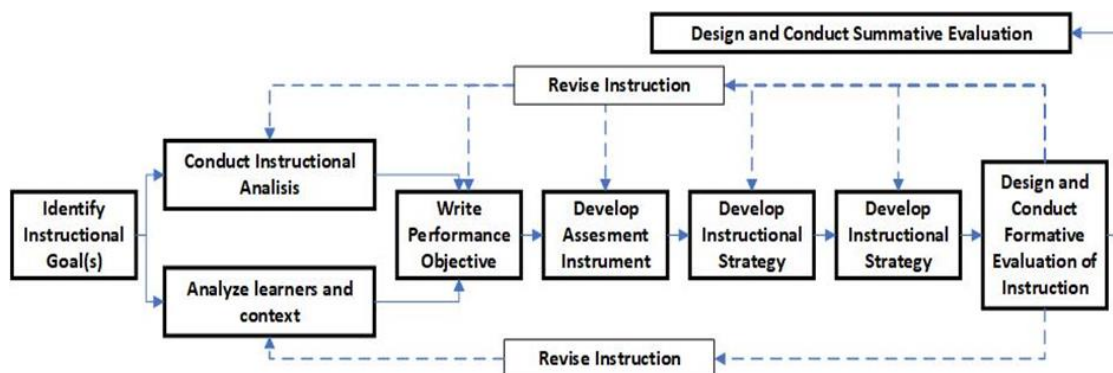 Design and Conduct Summative Evaluation
Revise Instruction
Conduct Instructional
Analisis
Identify
Instructional
Goal(s)
Analyze learners and
context
Write
Performance
Objective
Develop
Assesment
Instrument
Develop
Instructional
Strategy
Develop
Instructional
Strategy
Design and
Conduct
Formative
Evaluation of
Instruction
Revise Instruction